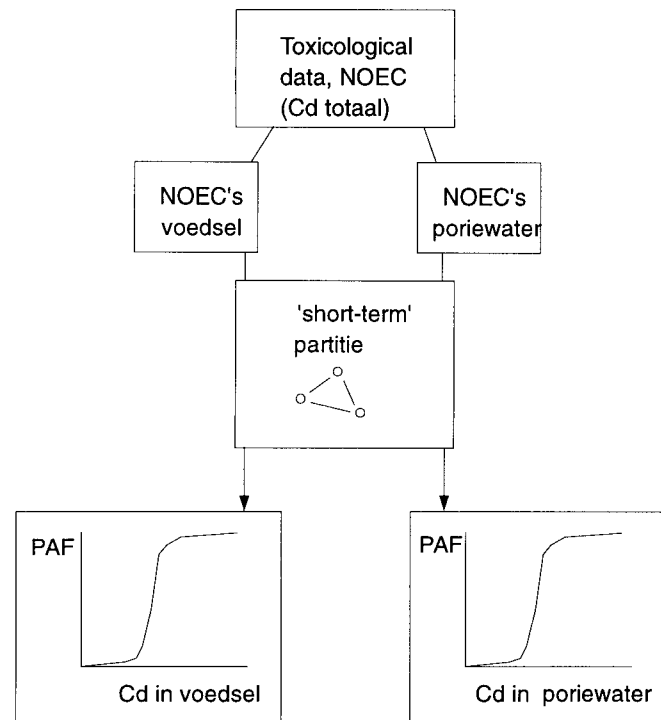 Toxicological
data, NOEC
(Cd totaal)
NOEC's
voedsel
NOEC's
poriewater
'short-term'
partitie
PAF
Cd in voedsel
PAF
Cd in poriewater